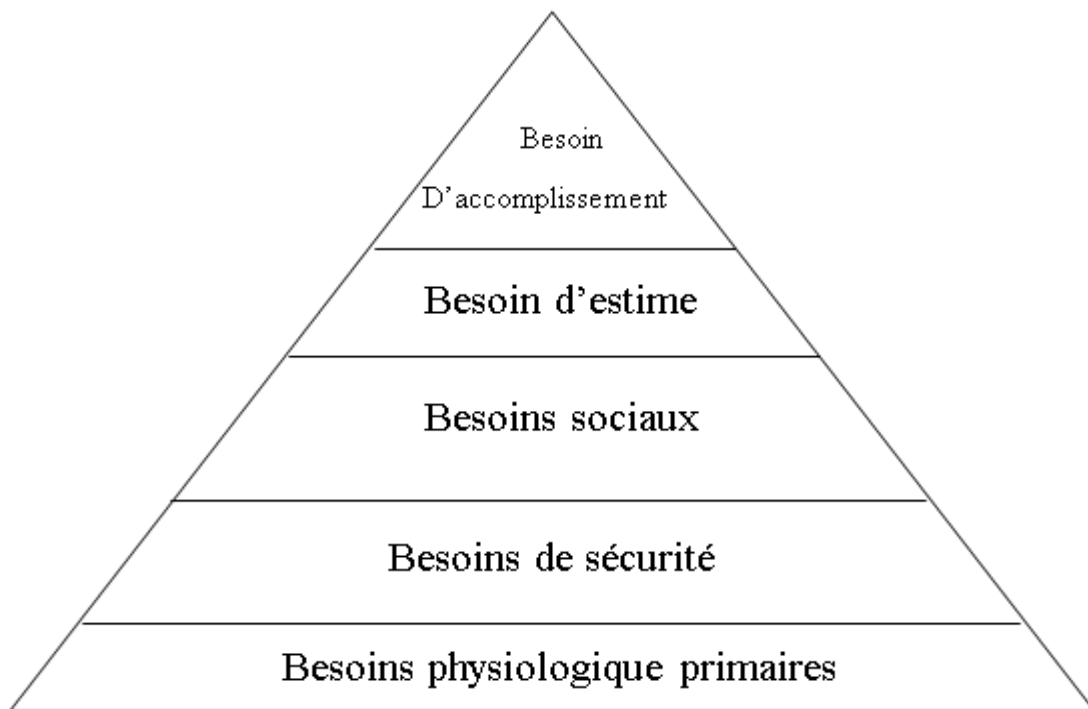 Besoin
D’accomplissement
Besoin d’estime
Besoins sociaux
Besoins de sécurité
Besoins physiologique primaires